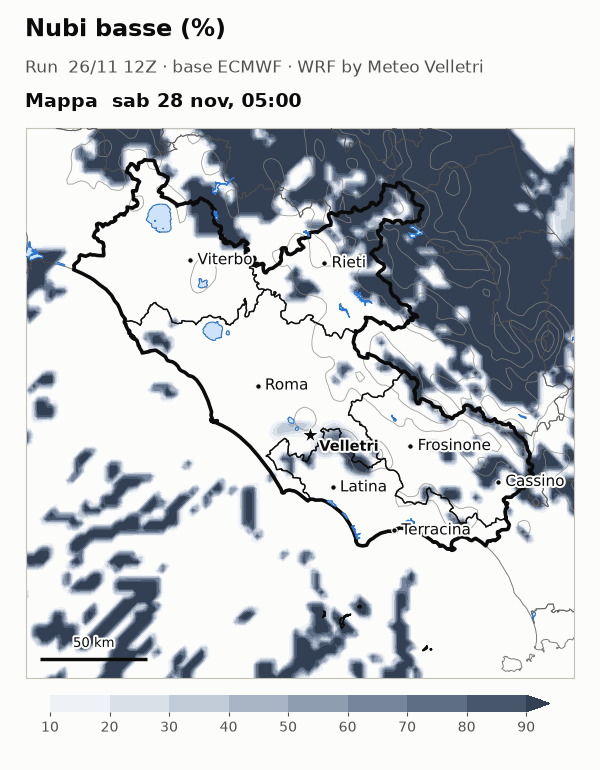 Nubi basse (%)
Run 26/11 12Z · base ECMWF · WRF by Meteo Velletri
Mappa sab 28 nov, 05:00
Viterbo
Rieti
Roma
Velletri
Frosinone
Latina
Cassino
Terracina
50 km
10 20 30 40 50 60 70 80 90